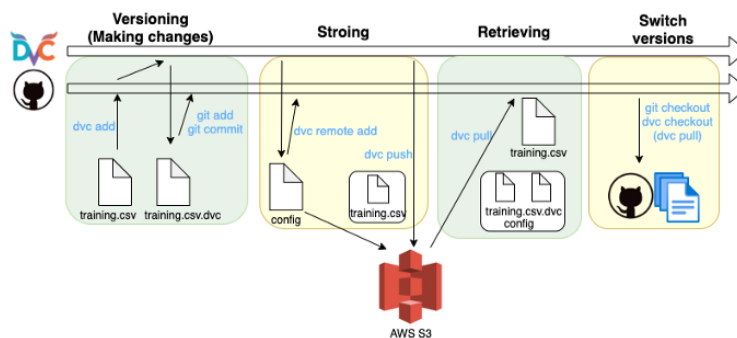 Versioning
(Making changes)
Stroing
Retrieving
Switch
versions
DVC
dvc add
git add
git commit
dvc remote add
dvc push
dvc pull
git checkout
dvc checkout
(dvc pull)
training.csv
training.csv.dvc
config
training.csv
training.csv
training.csv.dvc
config
AWS S3